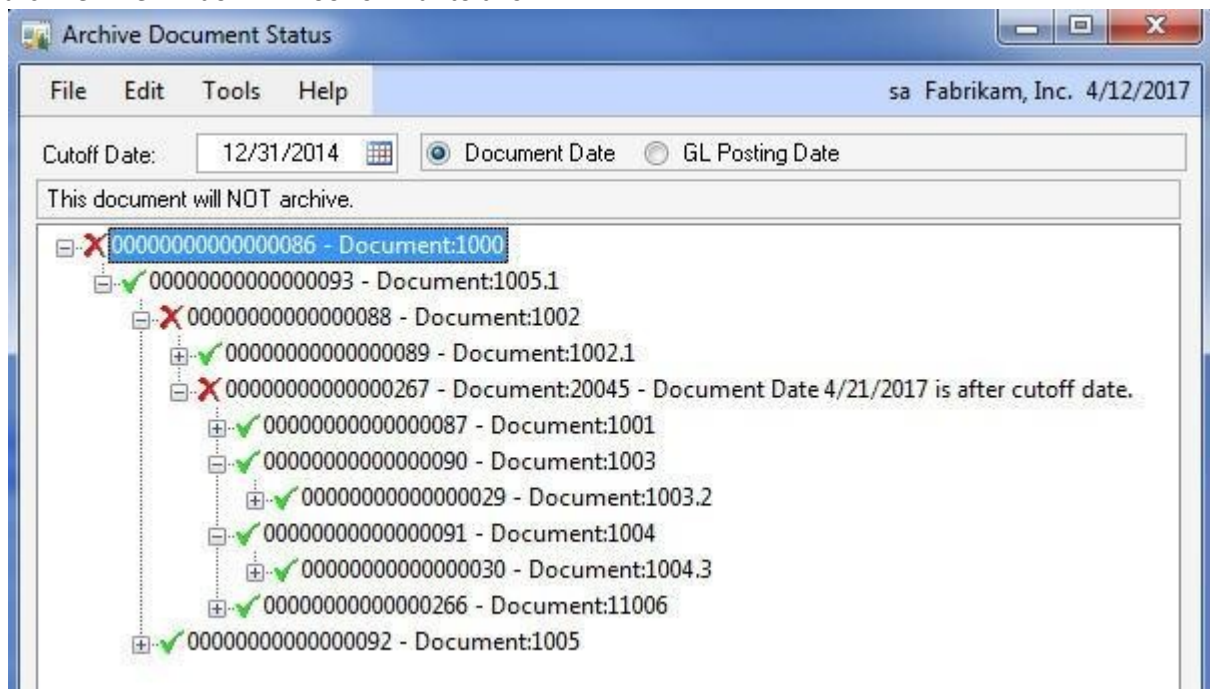 Archive Document Status
File Edit Tools Help sa Fabrikam, Inc. 4/12/2017
Cutoff Date: 12/31/2014 Document Date GL Posting Date
This document will NOT archive.
00000000000000086 - Document:1000
00000000000000093 - Document:1005.1
00000000000000088 - Document:1002
00000000000000089 - Document:1002.1
00000000000000267 - Document:20045 - Document Date 4/21/2017 is after cutoff date.
00000000000000087 - Document:1001
00000000000000090 - Document:1003
00000000000000029 - Document:1003.2
00000000000000091 - Document:1004
00000000000000030 - Document:1004.3
00000000000000266 - Document:11006
00000000000000092 - Document:1005